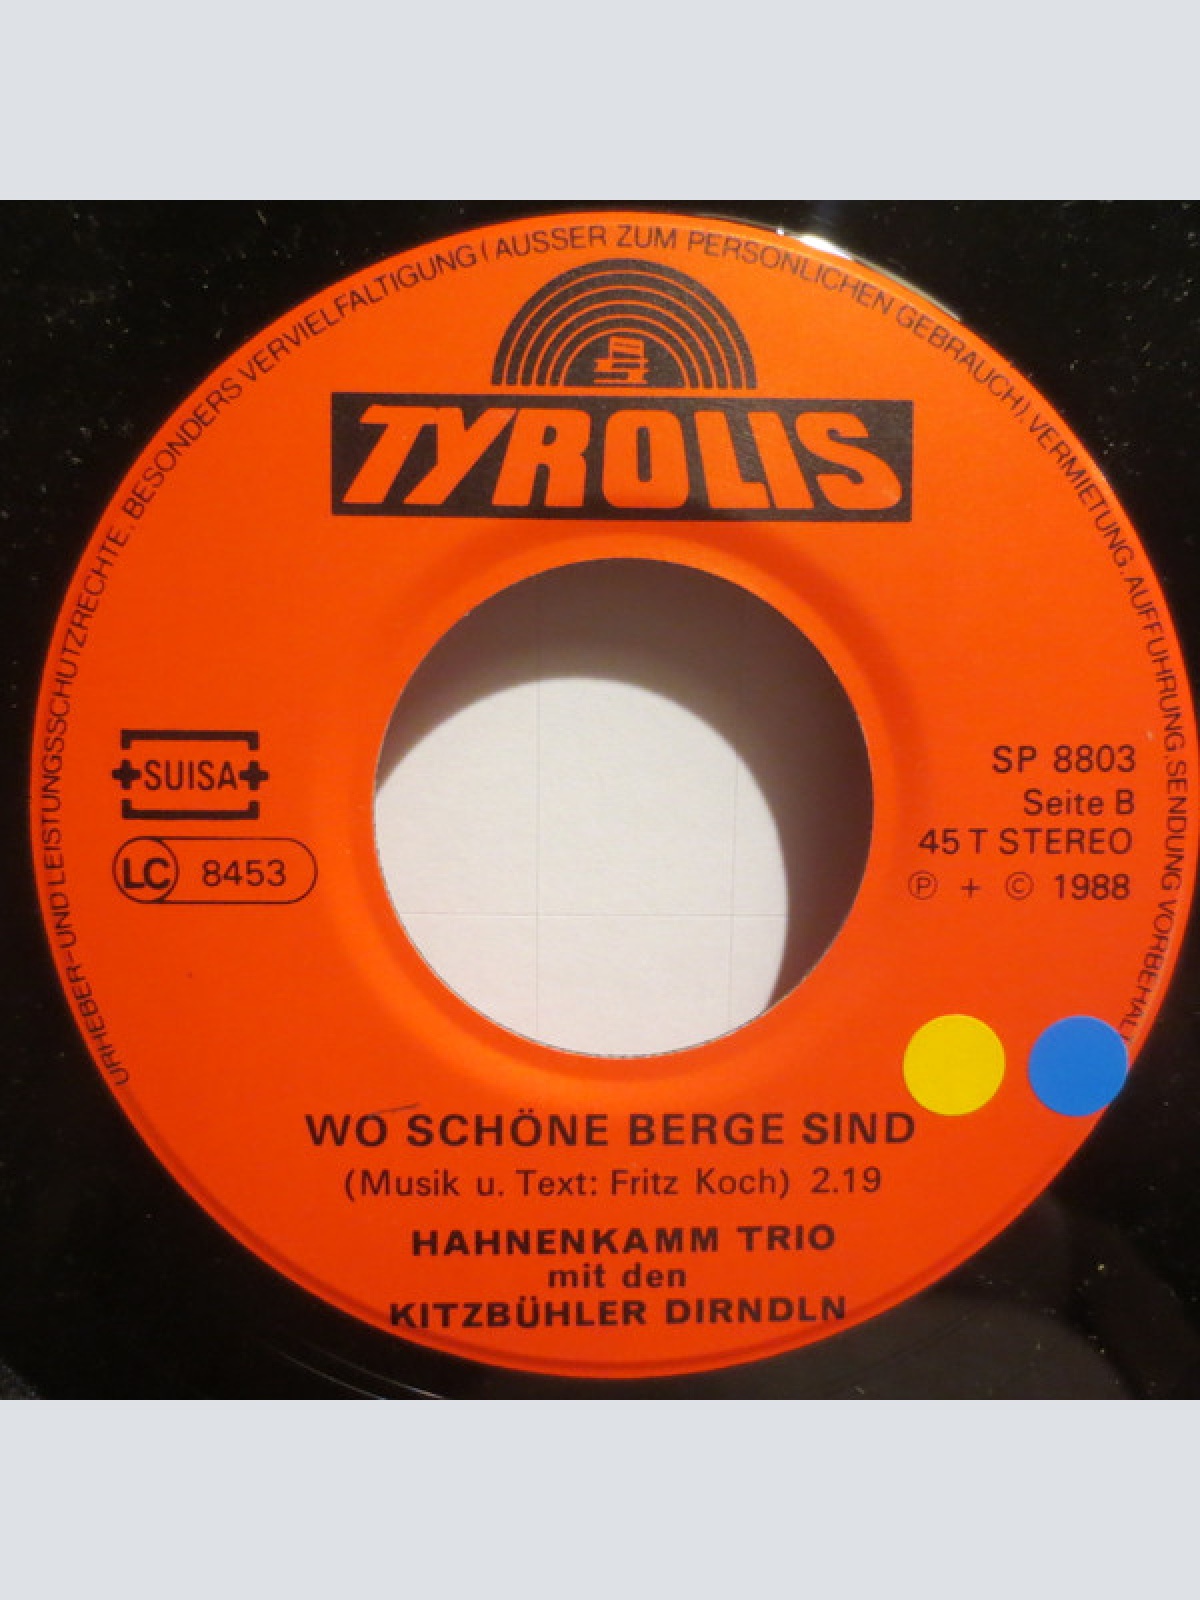 URHEBER-UND LEISTUNGSSCHUTZRECHTE, BESONDERS VERVIELFALTIGUNG (AUSSER ZUM PERSONLICHEN GEBRAUCH), VERMIETUNG, AUFFUHRUNG, SENDUNG VORBEHALT
TYROLIS
SUISA
LC 8453
SP 8803
Seite B
45 T STEREO
Ⓟ + © 1988
WO SCHÖNE BERGE SIND
(Musik u. Text: Fritz Koch) 2.19
HAHNENKAMM TRIO
mit den
KITZBÜHLER DIRNDLN